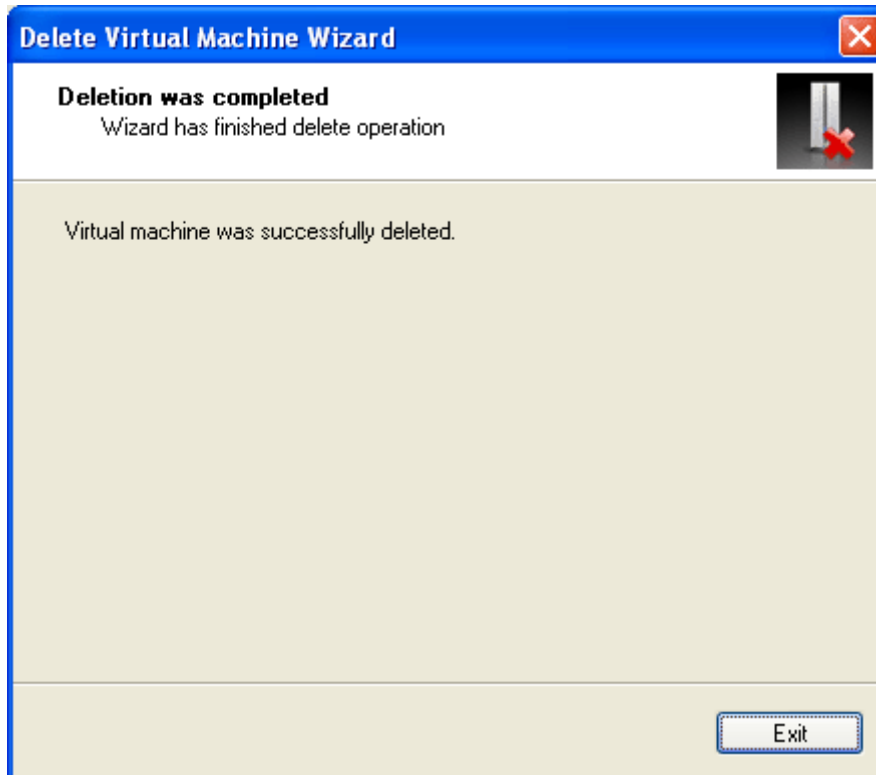 Delete Virtual Machine Wizard
Deletion was completed
Wizard has finished delete operation
Virtual machine was successfully deleted.
Exit